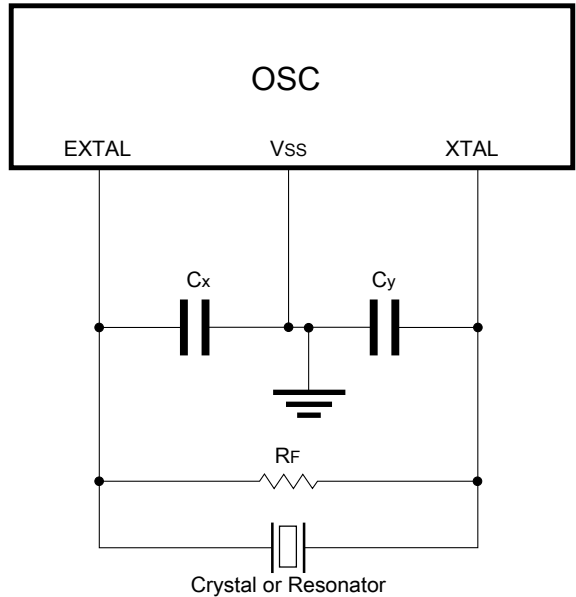 OSC
EXTAL VSS XTAL
Cx Cy
RF
Crystal or Resonator